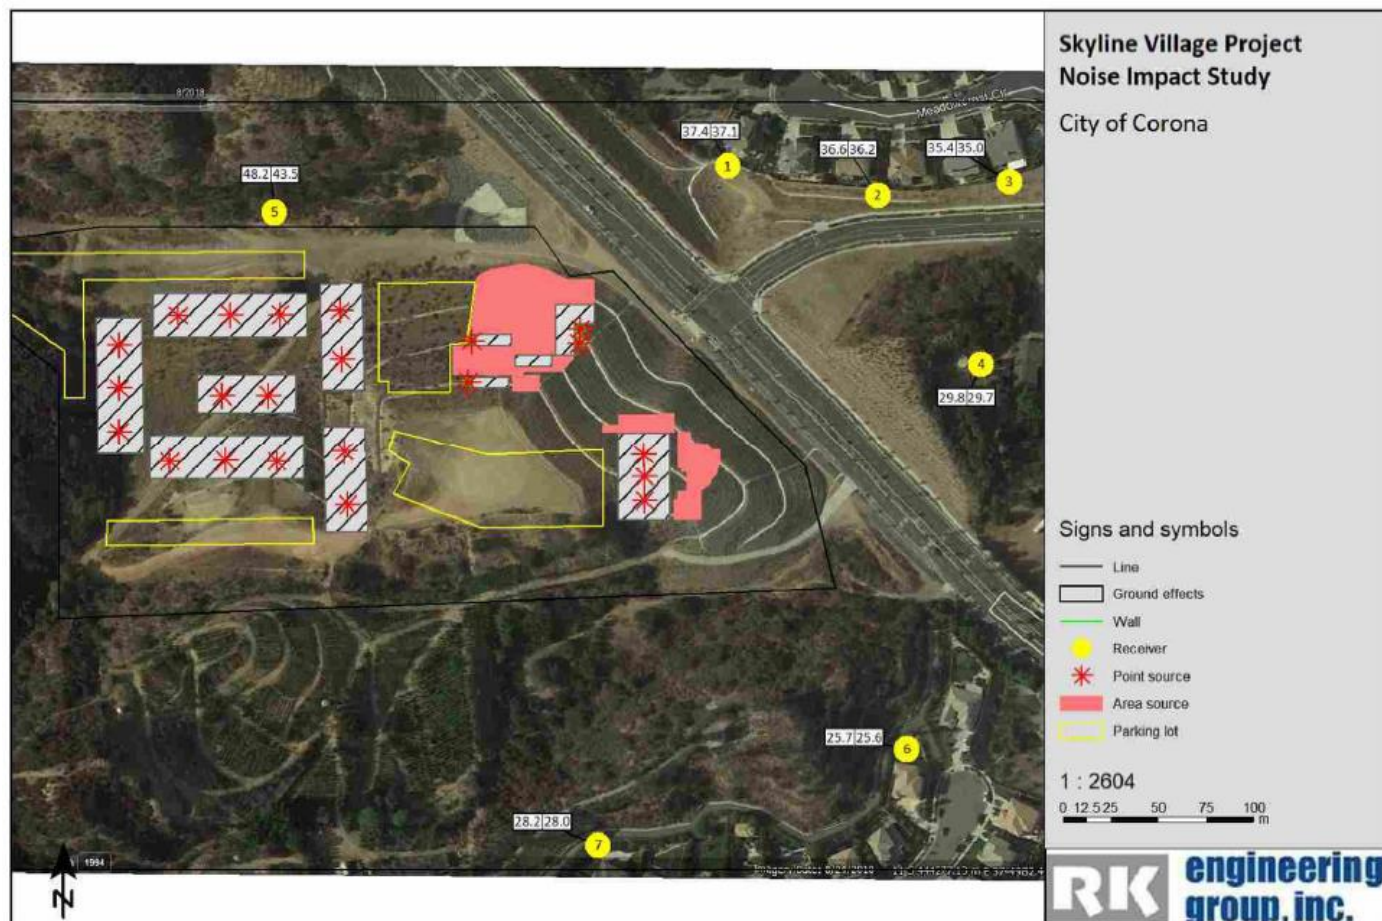 Skyline Village Project
Noise Impact Study
City of Corona
8/2018
37.4 37.1
1
36.6 36.2
2
35.4 35.0
3
48.2 43.5
5
4
29.8 29.7
25.7 25.6
6
28.2 28.0
7
1994
N
Signs and symbols
Line
Ground effects
Wall
Receiver
Point source
Area source
Parking lot
1 : 2604
0 12.5 25 50 75 100
m
RK engineering
group, inc.